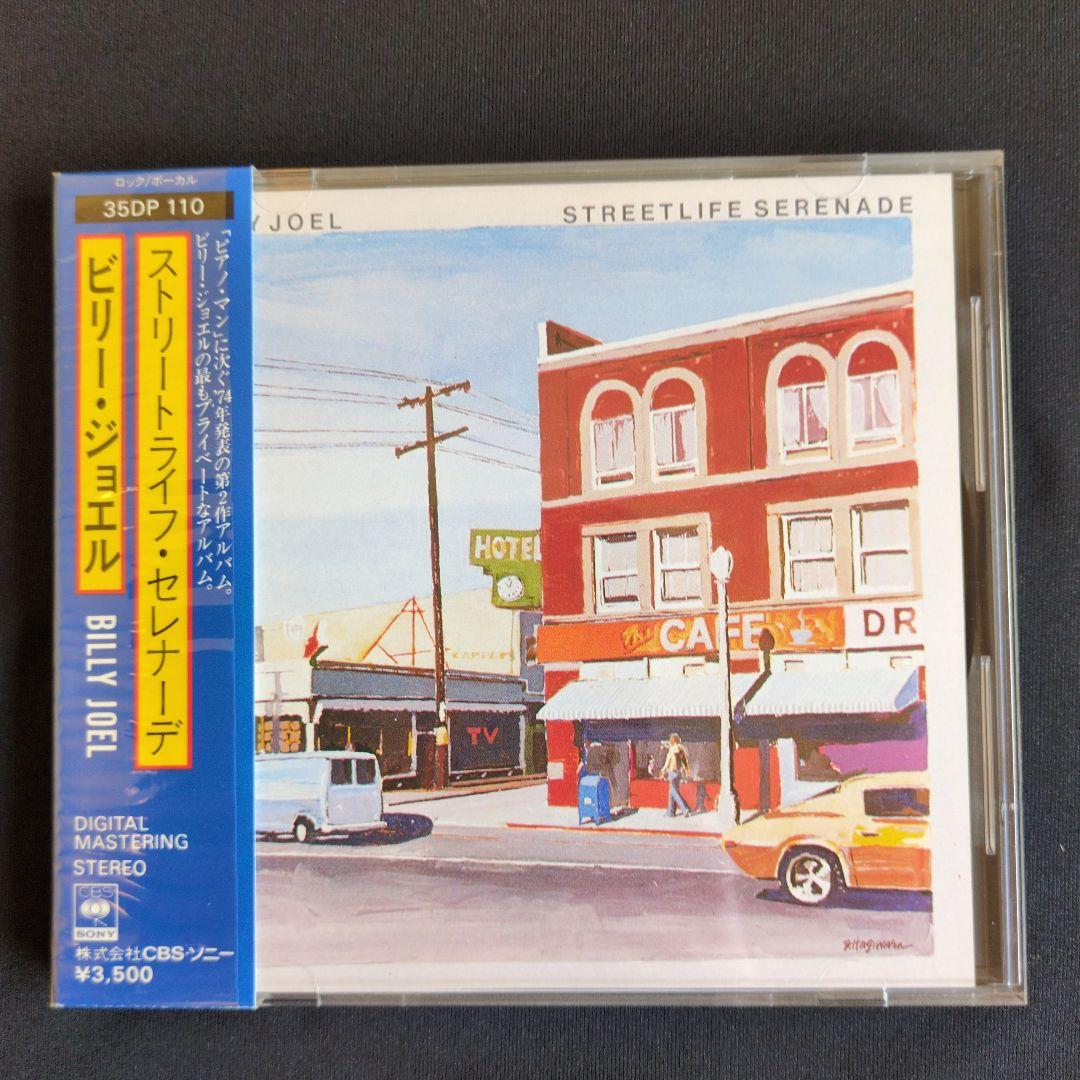 ロック/ボーカル
35DP 110
「ピアノ・マン」に次ぐ'74年発表の第2作アルバム。
ビリー・ジョエルの最もプライベートなアルバム。
ストリートライフ・セレナーデ
ビリー・ジョエル
BILLY JOEL
DIGITAL
MASTERING
STEREO
CBS
SONY
株式会社CBS・ソニー
¥3,500
Y JOEL
STREETLIFE SERENADE
HOTEL
CAFE
DR
TV